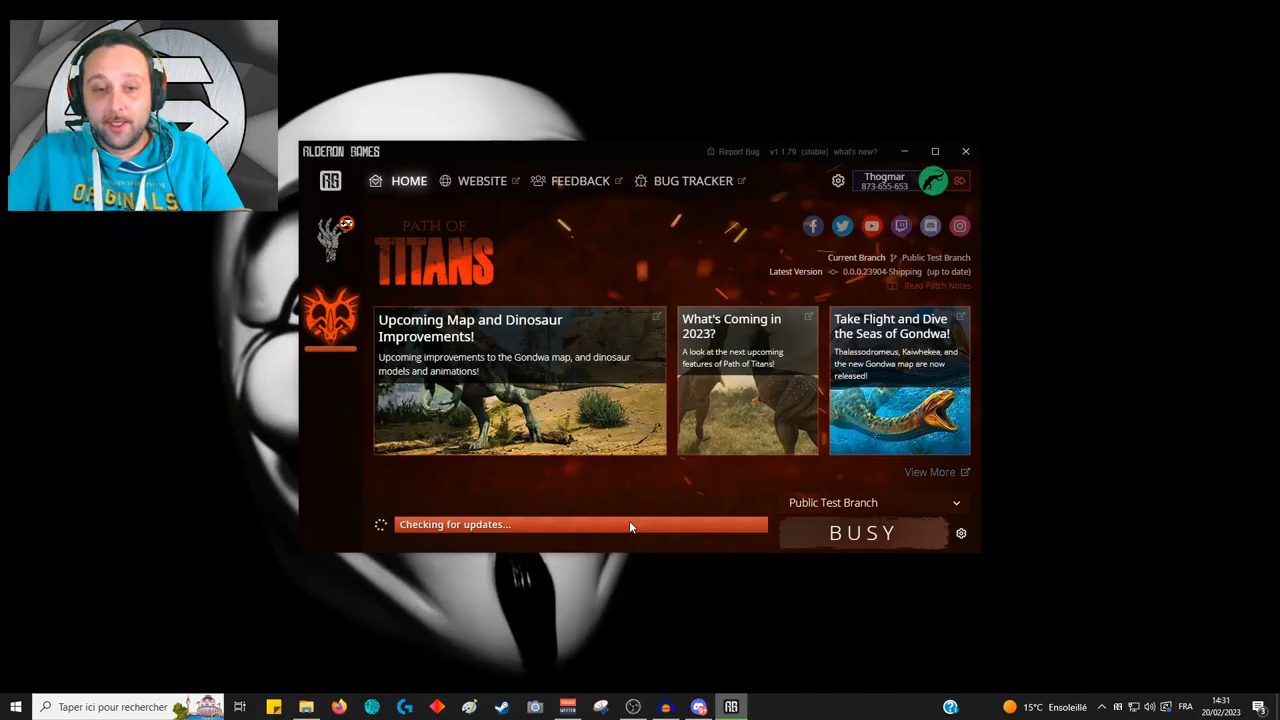 ORIGINALS
ALDERON GAMES
Report Bug v1.1.79 (stable) what's new?
HOME WEBSITE FEEDBACK BUG TRACKER
Thogmar
873-655-653
PATH OF
TITANS
Current Branch Public Test Branch
Latest Version 0.0.0.23904-Shipping (up to date)
Read Patch Notes
Upcoming Map and Dinosaur
Improvements!
Upcoming improvements to the Gondwa map, and dinosaur
models and animations!
What's Coming in
2023?
A look at the next upcoming
features of Path of Titans!
Take Flight and Dive
the Seas of Gondwa!
Thalassodromeus, Kaiwhekea, and
the new Gondwa map are now
released!
View More
Public Test Branch
Checking for updates...
BUSY
Taper ici pour rechercher
15°C Ensoleillé
FRA
14:31
20/02/2023